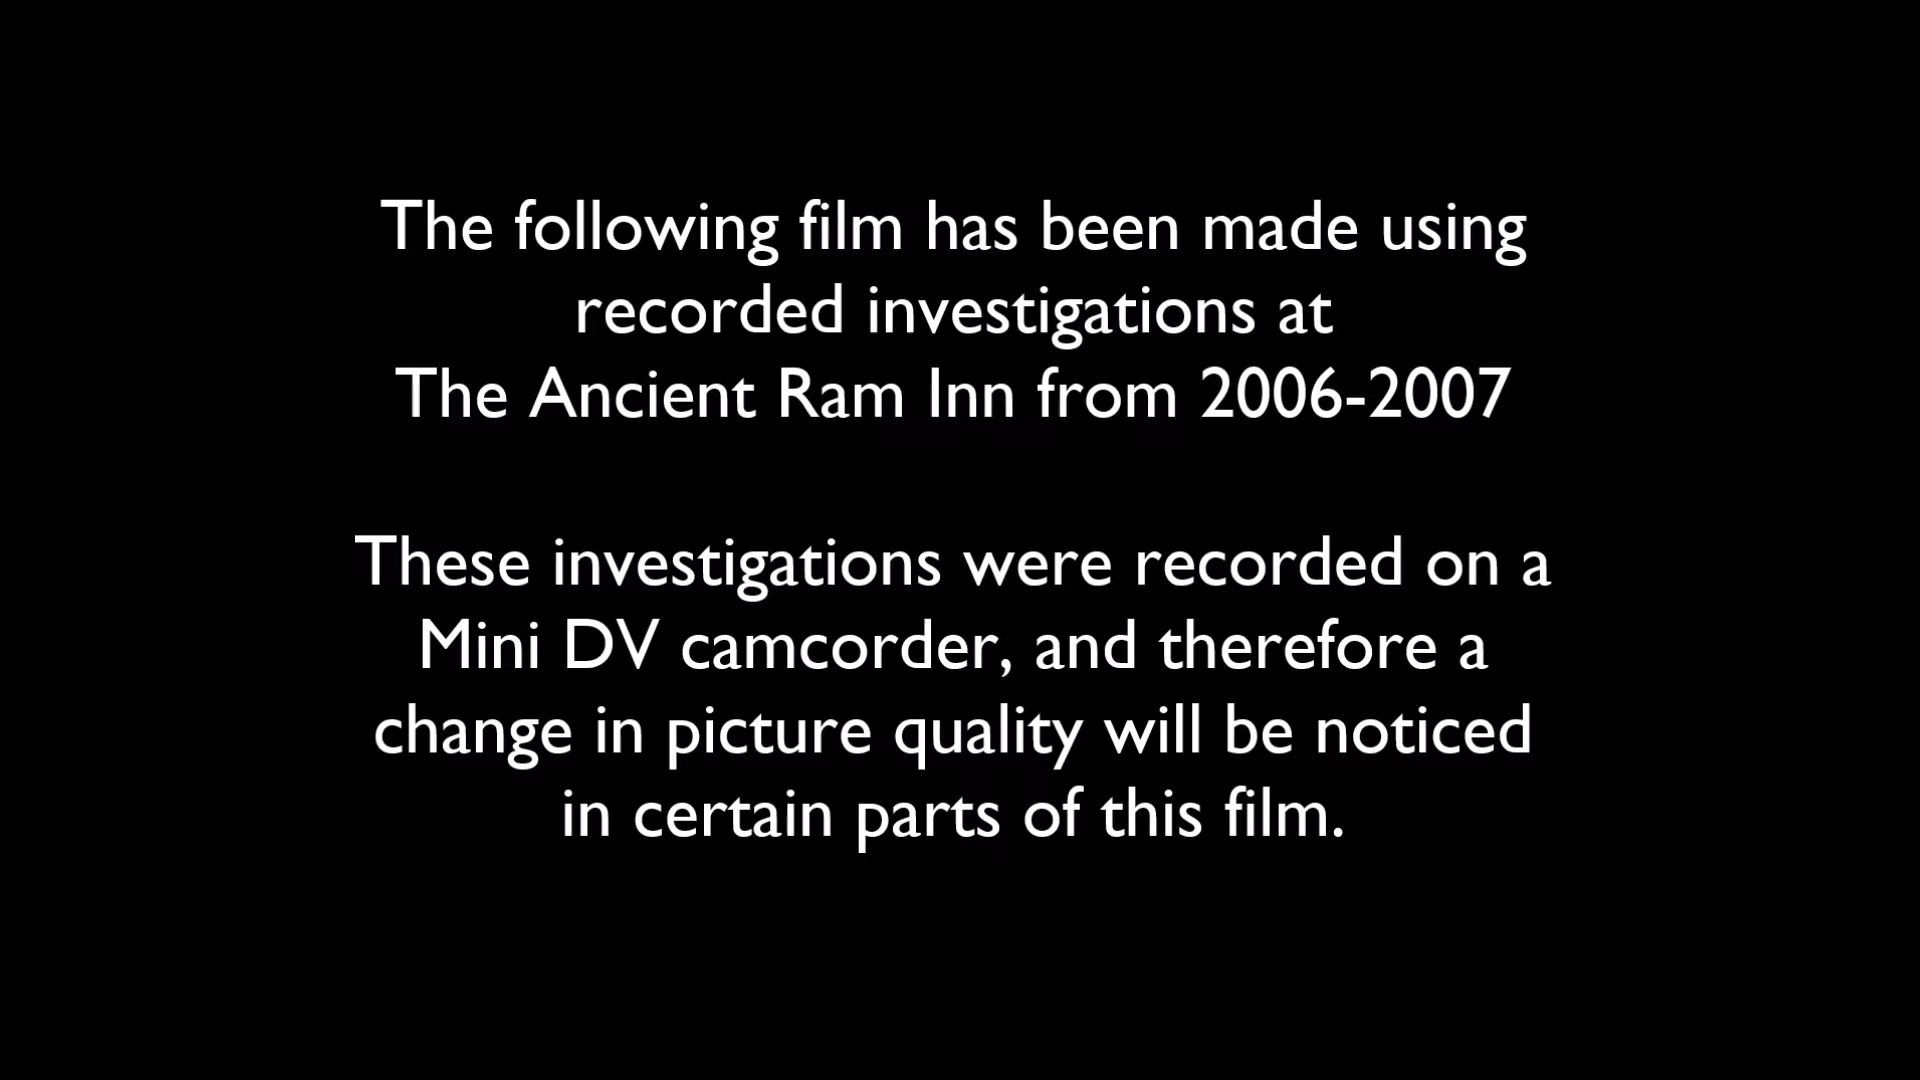 The following film has been made using
recorded investigations at
The Ancient Ram Inn from 2006-2007
These investigations were recorded on a
Mini DV camcorder, and therefore a
change in picture quality will be noticed
in certain parts of this film.